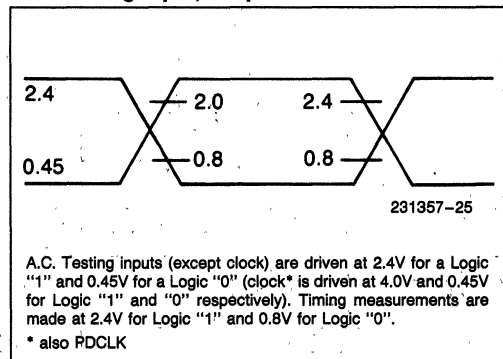 2.4
2.0
2.4
0.8
0.8
0.45
231357-25
A.C. Testing inputs (except clock) are driven at 2.4V for a Logic
"1" and 0.45V for a Logic "0" (clock* is driven at 4.0V and 0.45V
for Logic "1" and "0" respectively). Timing measurements are
made at 2.4V for Logic "1" and 0.8V for Logic "0".
* also PDCLK